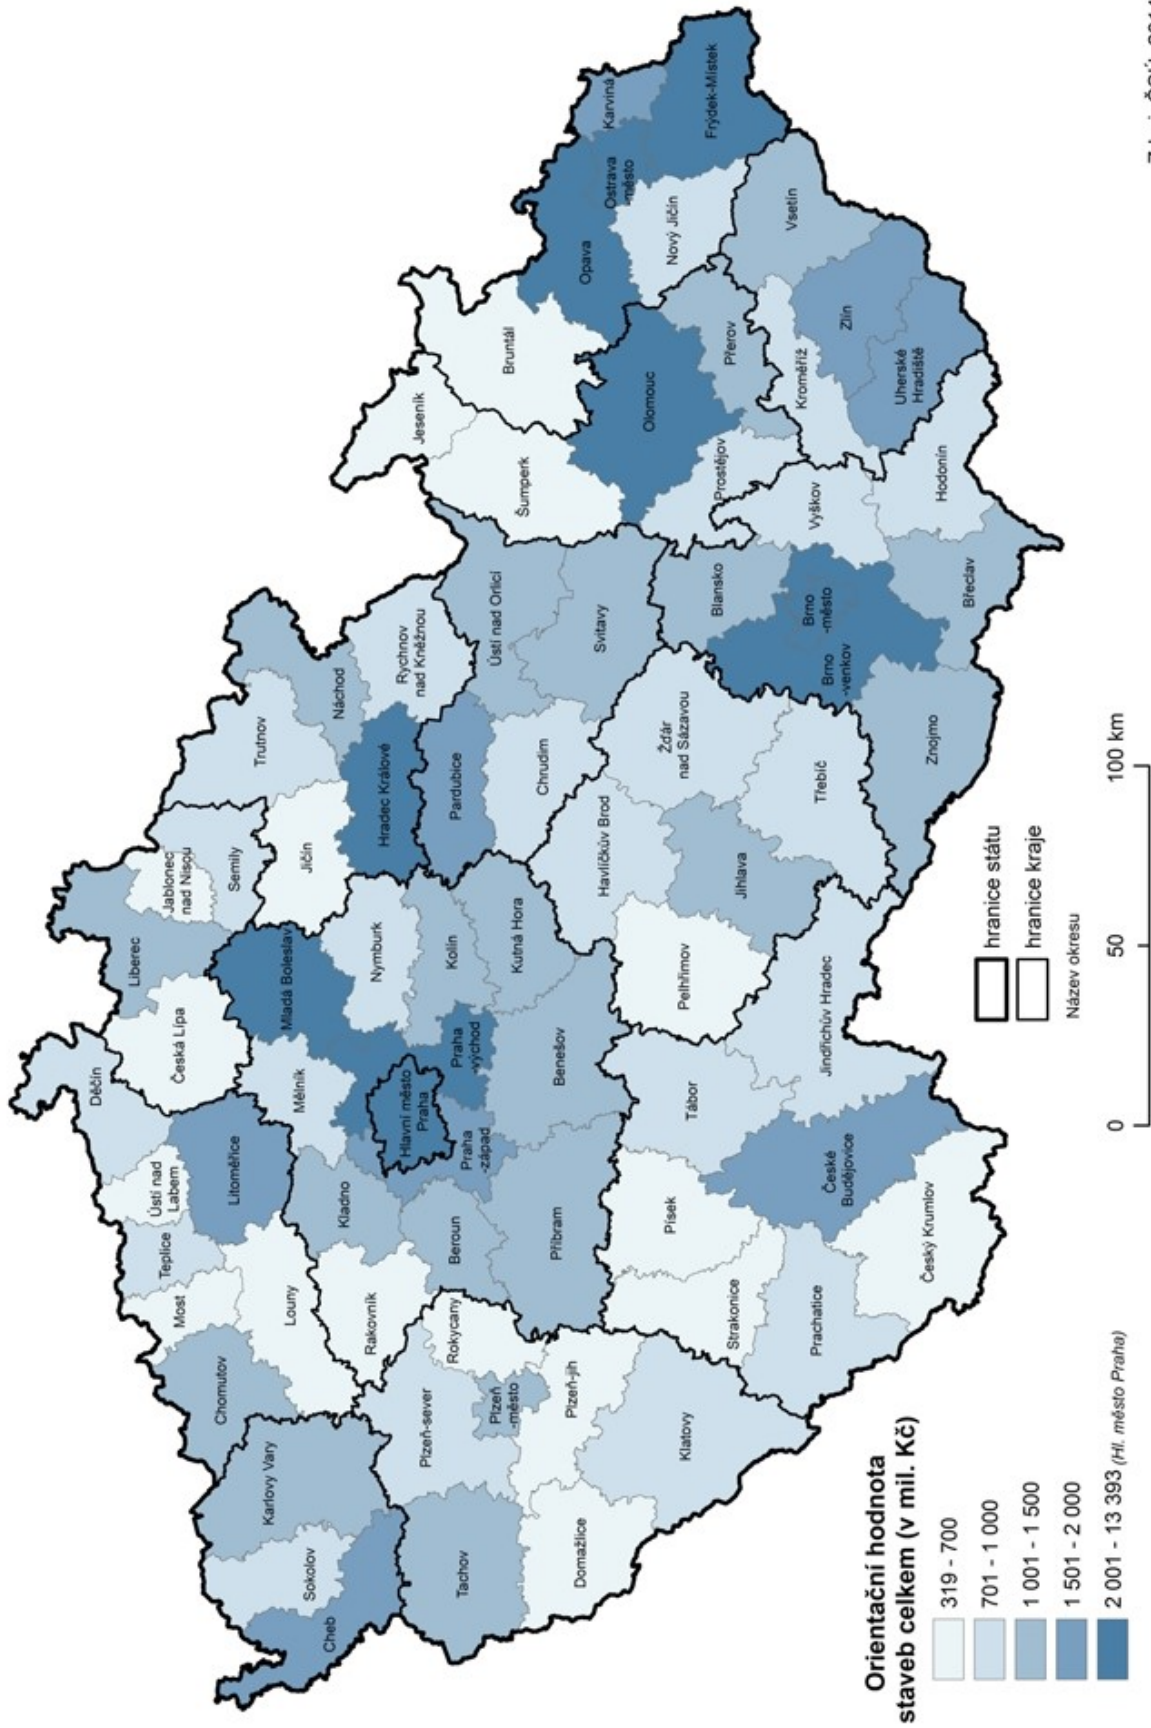 Děčín
Liberec
Jablonec
nad Nisou
Česká Lípa
Semily
Ústí nad
Labem
Teplice
Most
Chomutov
Litoměřice
Louny
Mělník
Mladá Boleslav
Jičín
Trutnov
Náchod
Karlovy Vary
Sokolov
Cheb
Kladno
Rakovník
Hlavní město
Praha
Praha
-východ
Praha
-západ
Nymburk
Kolín
Kutná Hora
Hradec Králové
Rychnov
nad Kněžnou
Pardubice
Chrudim
Ústí nad Orlicí
Svitavy
Jeseník
Šumperk
Bruntál
Opava
Ostrava
-město
Karviná
Frýdek-Místek
Nový Jičín
Olomouc
Přerov
Prostějov
Tachov
Plzeň-sever
Plzeň
-město
Rokycany
Beroun
Příbram
Benešov
Domažlice
Plzeň-jih
Klatovy
Strakonice
Písek
Tábor
Pelhřimov
Havlíčkův Brod
Žďár
nad Sázavou
Jihlava
Třebíč
Blansko
Brno
-město
Brno
-venkov
Vyškov
Kroměříž
Zlín
Vsetín
Uherské
Hradiště
Hodonín
Břeclav
Znojmo
Prachatice
České
Budějovice
Český Krumlov
Jindřichův Hradec
Orientační hodnota
staveb celkem (v mil. Kč)
319 - 700
701 - 1 000
1 001 - 1 500
1 501 - 2 000
2 001 - 13 393 (Hl. město Praha)
hranice státu
hranice kraje
Název okresu
0 50 100 km